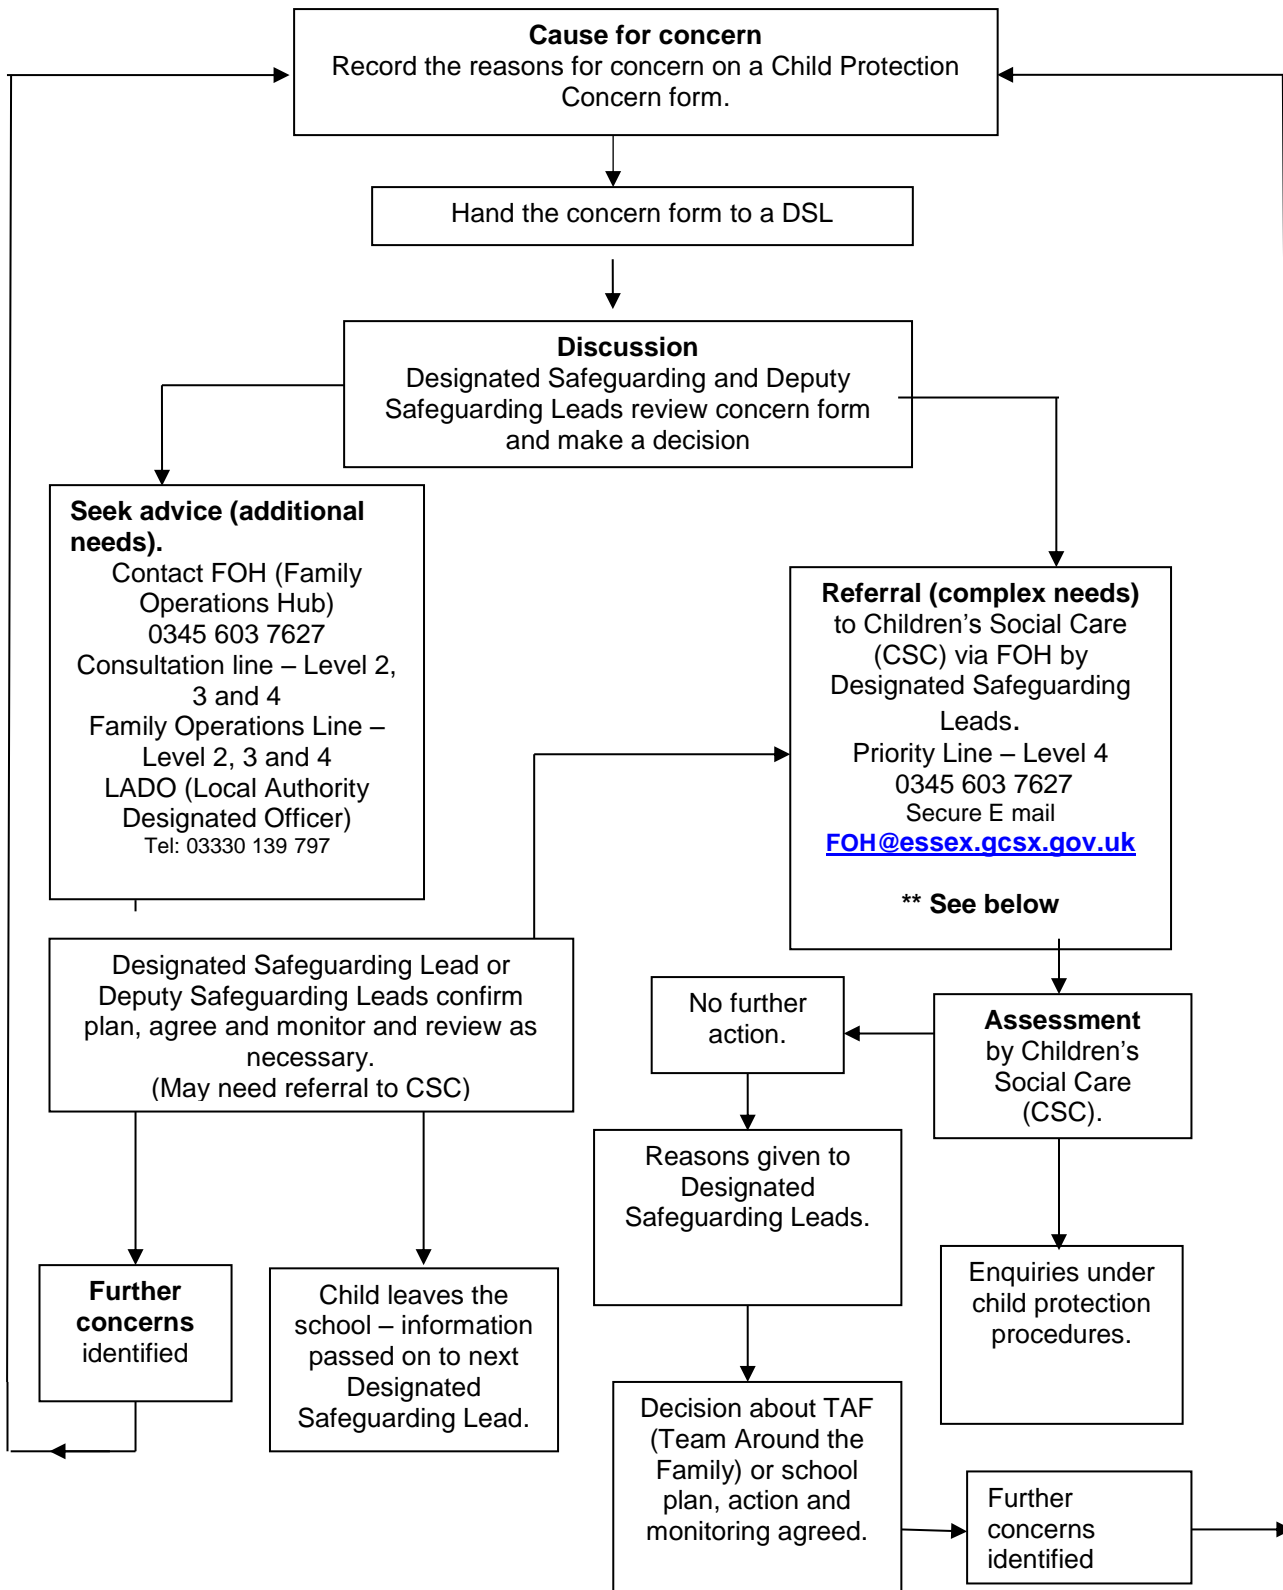 Cause for concern
Record the reasons for concern on a Child Protection
Concern form.
Hand the concern form to a DSL
Discussion
Designated Safeguarding and Deputy
Safeguarding Leads review concern form
and make a decision
Seek advice (additional
needs).
Contact FOH (Family
Operations Hub)
0345 603 7627
Consultation line – Level 2,
3 and 4
Family Operations Line –
Level 2, 3 and 4
LADO (Local Authority
Designated Officer)
Tel: 03330 139 797
Referral (complex needs)
to Children’s Social Care
(CSC) via FOH by
Designated Safeguarding
Leads.
Priority Line – Level 4
0345 603 7627
Secure E mail
FOH@essex.gcsx.gov.uk
** See below
Designated Safeguarding Lead or
Deputy Safeguarding Leads confirm
plan, agree and monitor and review as
necessary.
(May need referral to CSC)
No further
action.
Assessment
by Children’s
Social Care
(CSC).
Reasons given to
Designated
Safeguarding Leads.
Enquiries under
child protection
procedures.
Further
concerns
identified
Child leaves the
school – information
passed on to next
Designated
Safeguarding Lead.
Decision about TAF
(Team Around the
Family) or school
plan, action and
monitoring agreed.
Further
concerns
identified